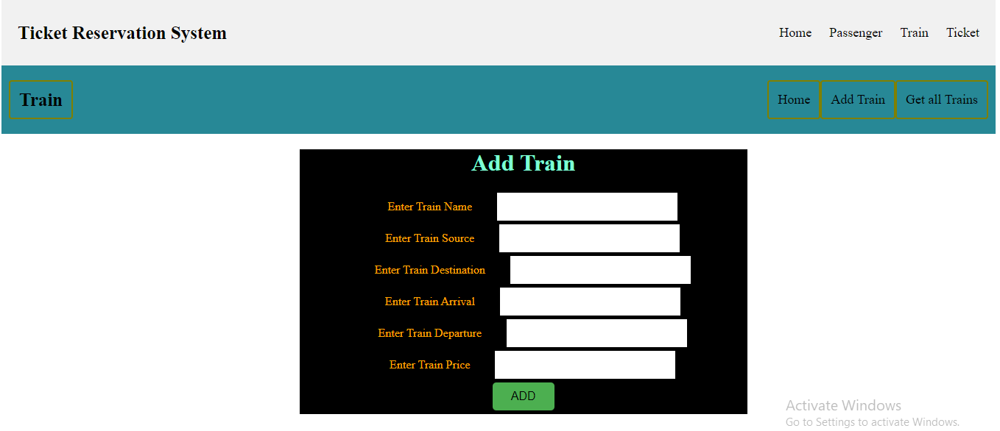 Ticket Reservation System
Home Passenger Train Ticket
Train
Home Add Train Get all Trains
Add Train
Enter Train Name
Enter Train Source
Enter Train Destination
Enter Train Arrival
Enter Train Departure
Enter Train Price
ADD
Activate Windows
Go to Settings to activate Windows.